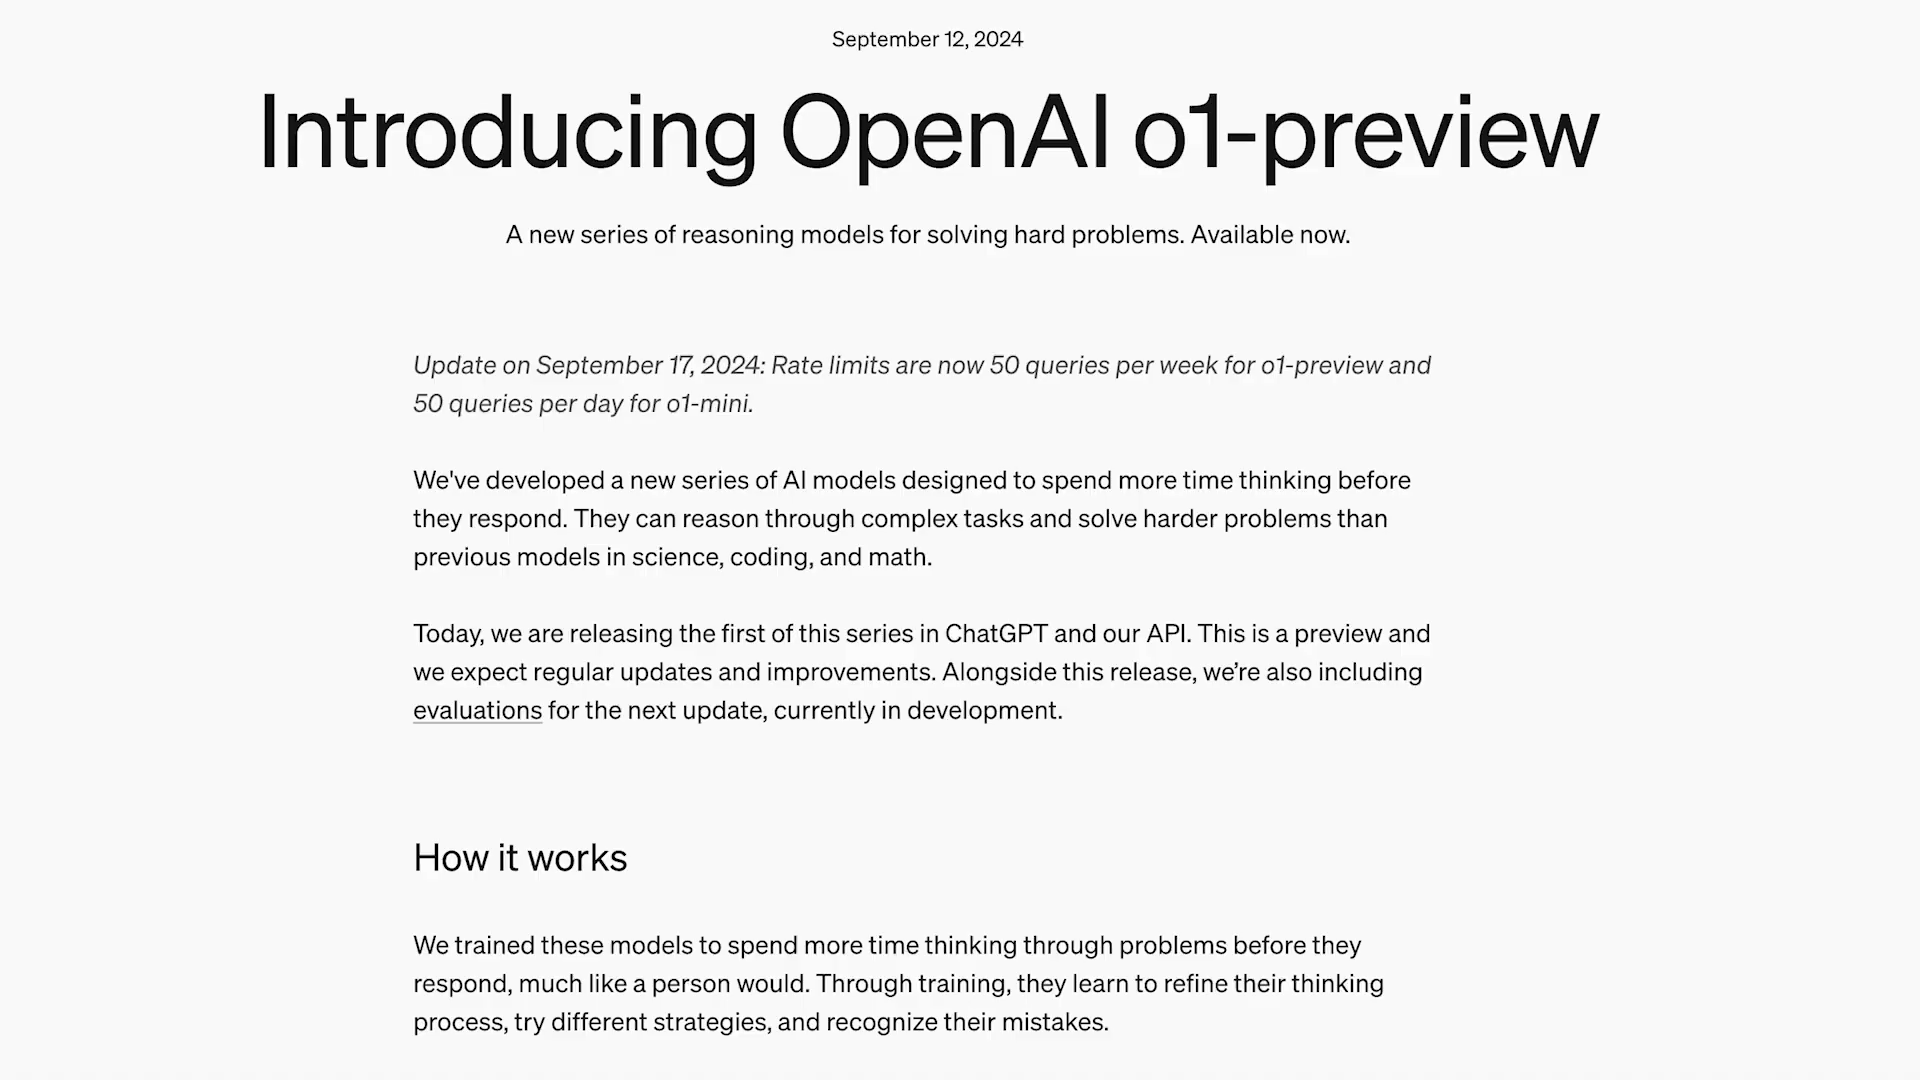 September 12, 2024
Introducing OpenAI o1-preview
A new series of reasoning models for solving hard problems. Available now.
Update on September 17, 2024: Rate limits are now 50 queries per week for o1-preview and
50 queries per day for o1-mini.
We've developed a new series of AI models designed to spend more time thinking before
they respond. They can reason through complex tasks and solve harder problems than
previous models in science, coding, and math.
Today, we are releasing the first of this series in ChatGPT and our API. This is a preview and
we expect regular updates and improvements. Alongside this release, we’re also including
evaluations for the next update, currently in development.
How it works
We trained these models to spend more time thinking through problems before they
respond, much like a person would. Through training, they learn to refine their thinking
process, try different strategies, and recognize their mistakes.